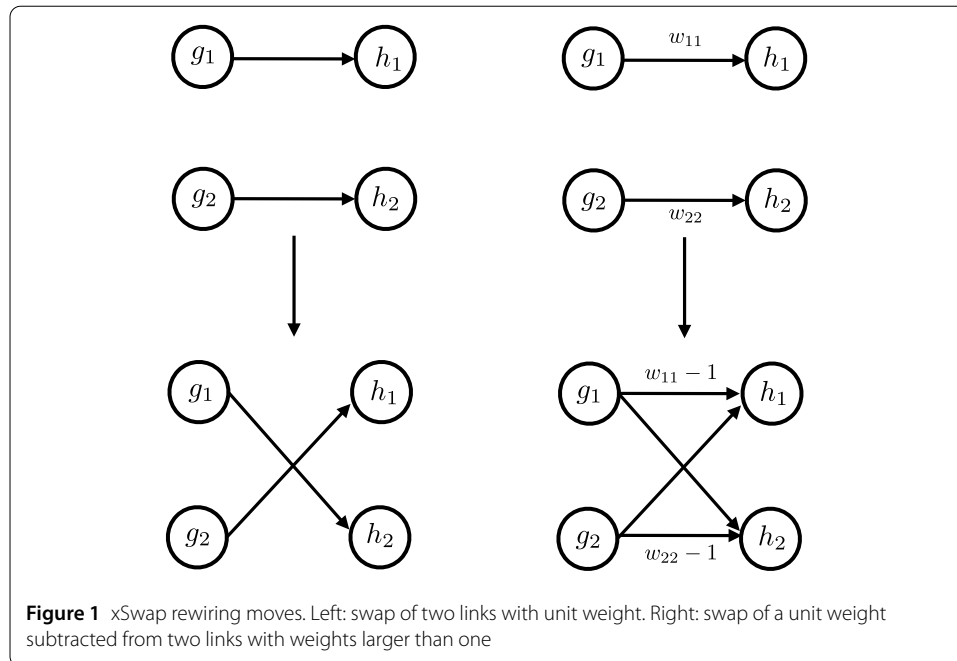 g₁ h₁ g₁ w₁₁ h₁
g₂ h₂ g₂ w₂₂ h₂
g₁ h₁ g₁ w₁₁ − 1 h₁
g₂ h₂ g₂ w₂₂ − 1 h₂
Figure 1 xSwap rewiring moves. Left: swap of two links with unit weight. Right: swap of a unit weight
subtracted from two links with weights larger than one